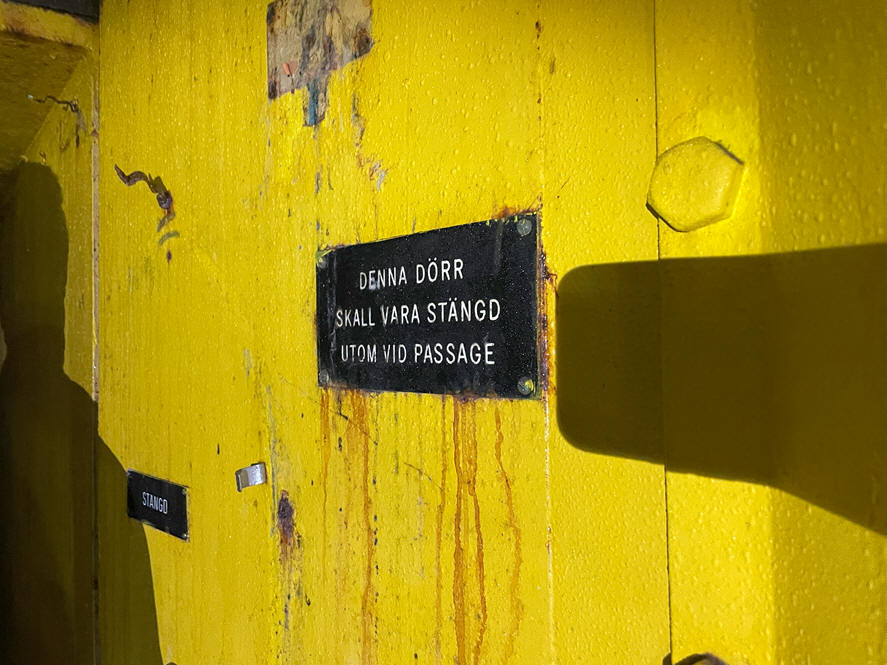 DENNA DÖRR
SKALL VARA STÄNGD
UTOM VID PASSAGE
STÄNGD